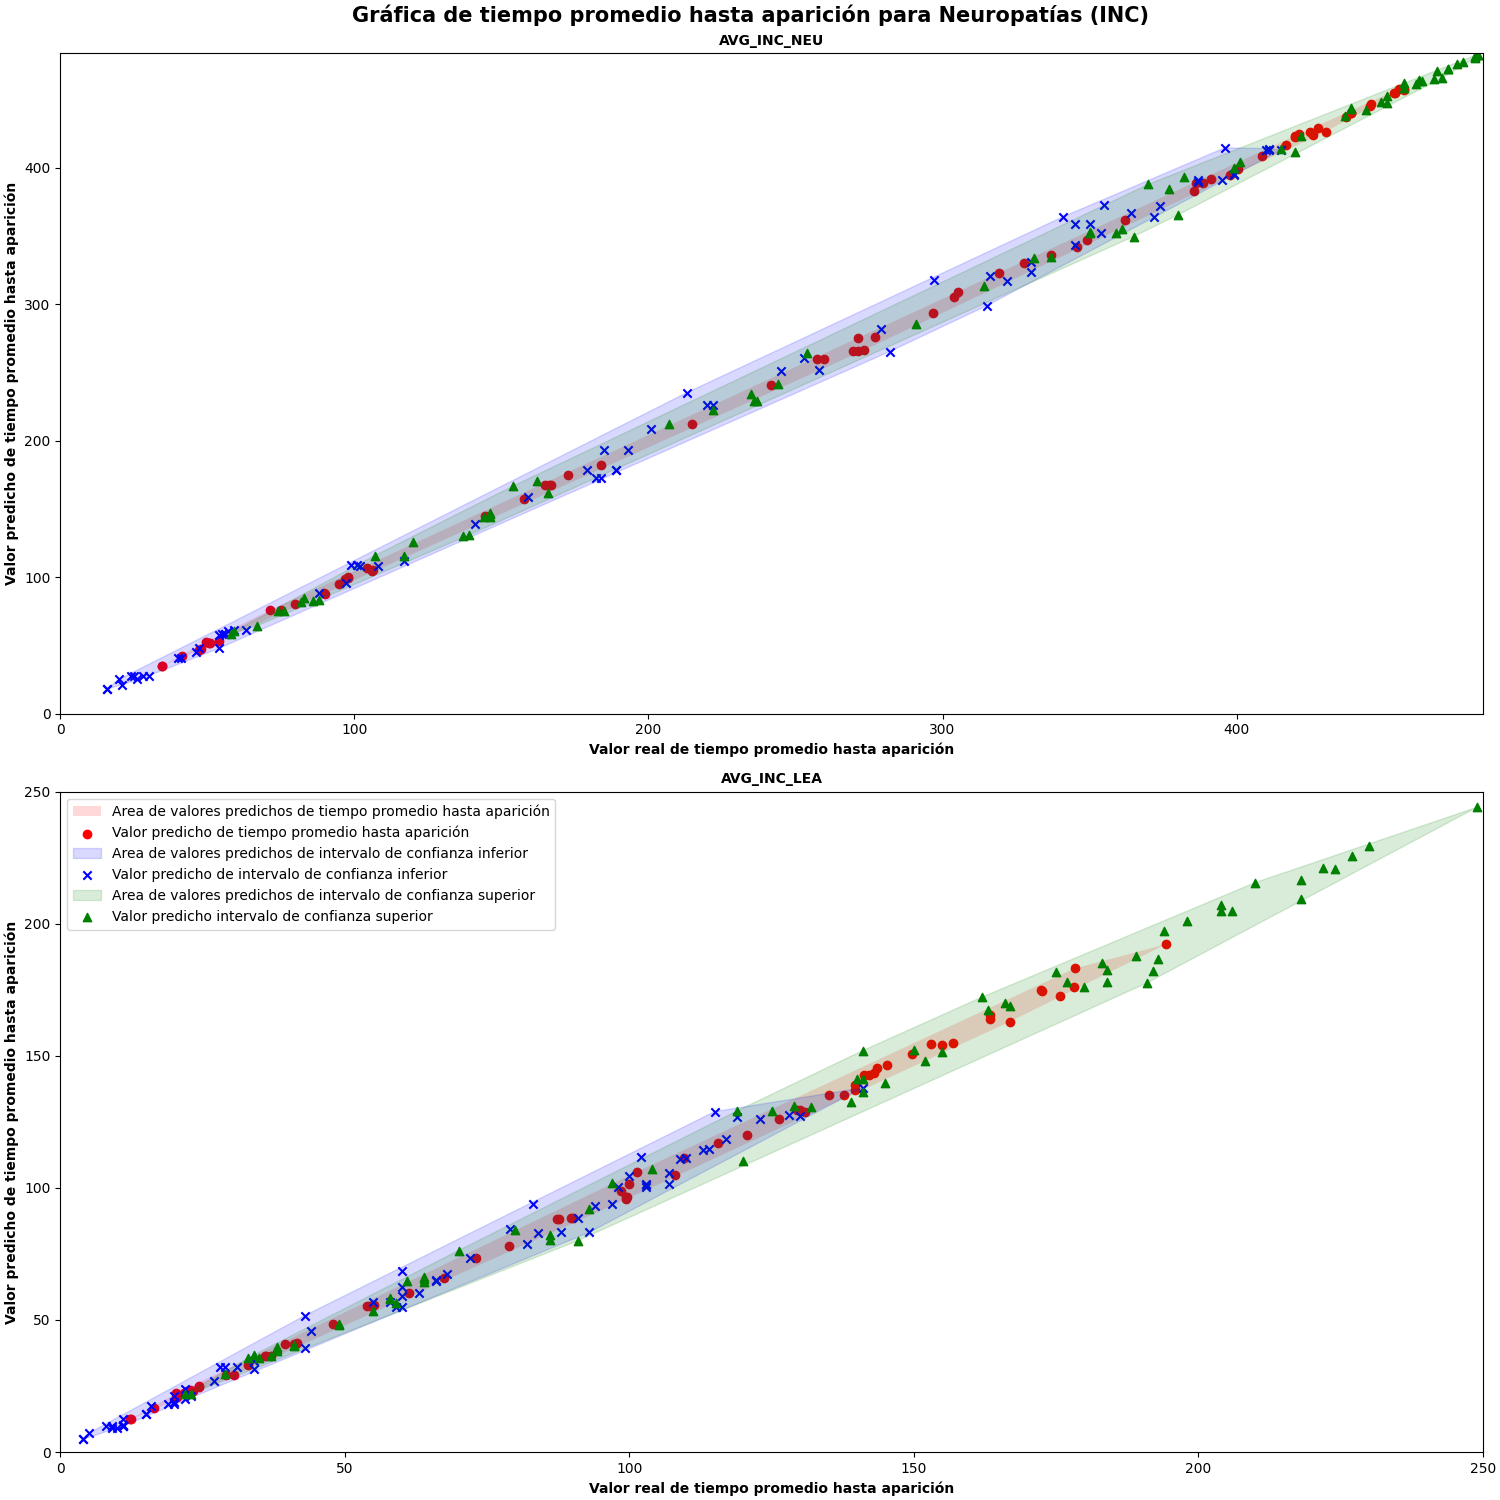 Gráfica de tiempo promedio hasta aparición para Neuropatías (INC)
AVG_INC_NEU
Valor predicho de tiempo promedio hasta aparición
400
300
200
100
0
0 100 200 300 400
Valor real de tiempo promedio hasta aparición
AVG_INC_LEA
Valor predicho de tiempo promedio hasta aparición
250
200
150
100
50
0
Area de valores predichos de tiempo promedio hasta aparición
Valor predicho de tiempo promedio hasta aparición
Area de valores predichos de intervalo de confianza inferior
Valor predicho de intervalo de confianza inferior
Area de valores predichos de intervalo de confianza superior
Valor predicho intervalo de confianza superior
0 50 100 150 200 250
Valor real de tiempo promedio hasta aparición